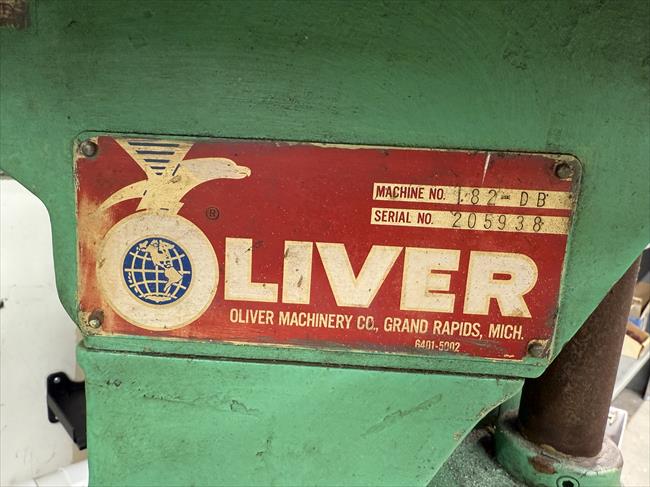 MACHINE NO. 182-DB
SERIAL NO. 205938
®
OLIVER
OLIVER MACHINERY CO., GRAND RAPIDS, MICH.
6401-5002